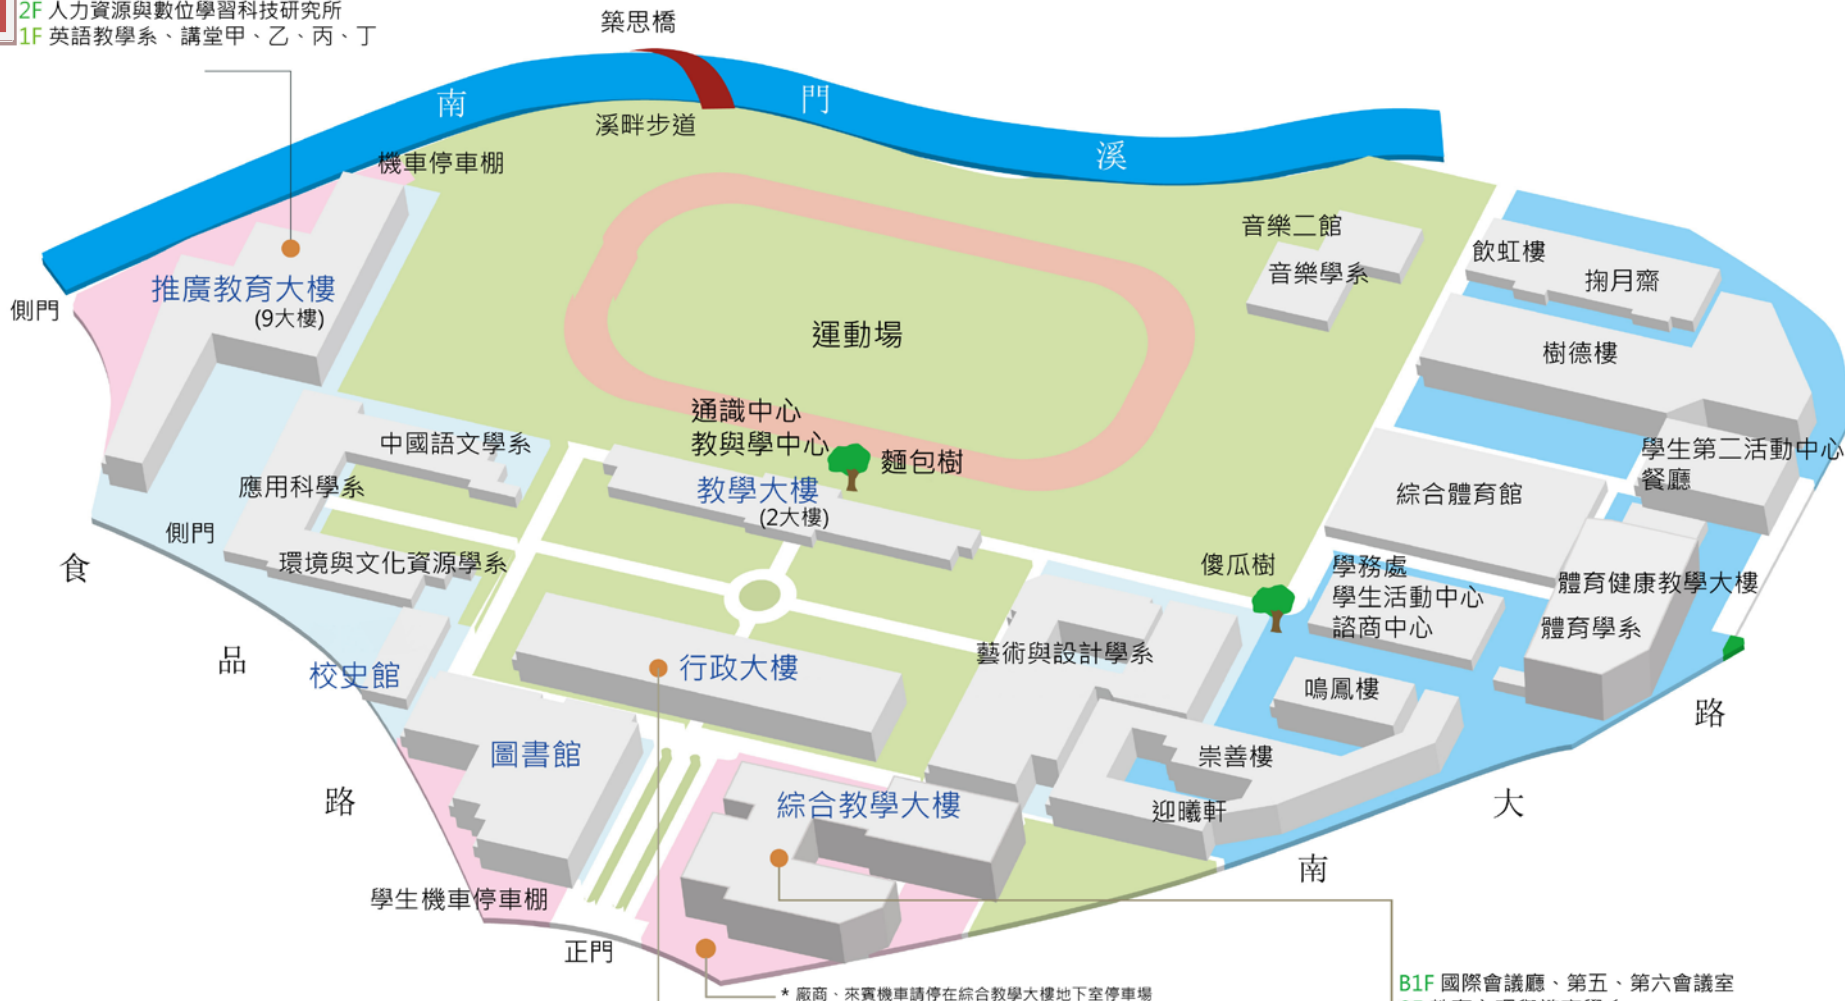 2F 人力資源與數位學習科技研究所
1F 英語教學系、講堂甲、乙、丙、丁
築思橋
南
門
溪
溪畔步道
機車停車棚
音樂二館
音樂學系
飲虹樓
掬月齋
推廣教育大樓
(9大樓)
側門
運動場
樹德樓
通識中心
教與學中心
麵包樹
中國語文學系
學生第二活動中心
餐廳
應用科學系
教學大樓
(2大樓)
綜合體育館
側門
環境與文化資源學系
傻瓜樹
學務處
學生活動中心
諮商中心
體育健康教學大樓
體育學系
食
品
路
校史館
行政大樓
藝術與設計學系
鳴鳳樓
路
圖書館
崇善樓
綜合教學大樓
迎曦軒
大
南
學生機車停車棚
正門
* 廠商、來賓機車請停在綜合教學大樓地下室停車場
B1F 國際會議廳、第五、第六會議室